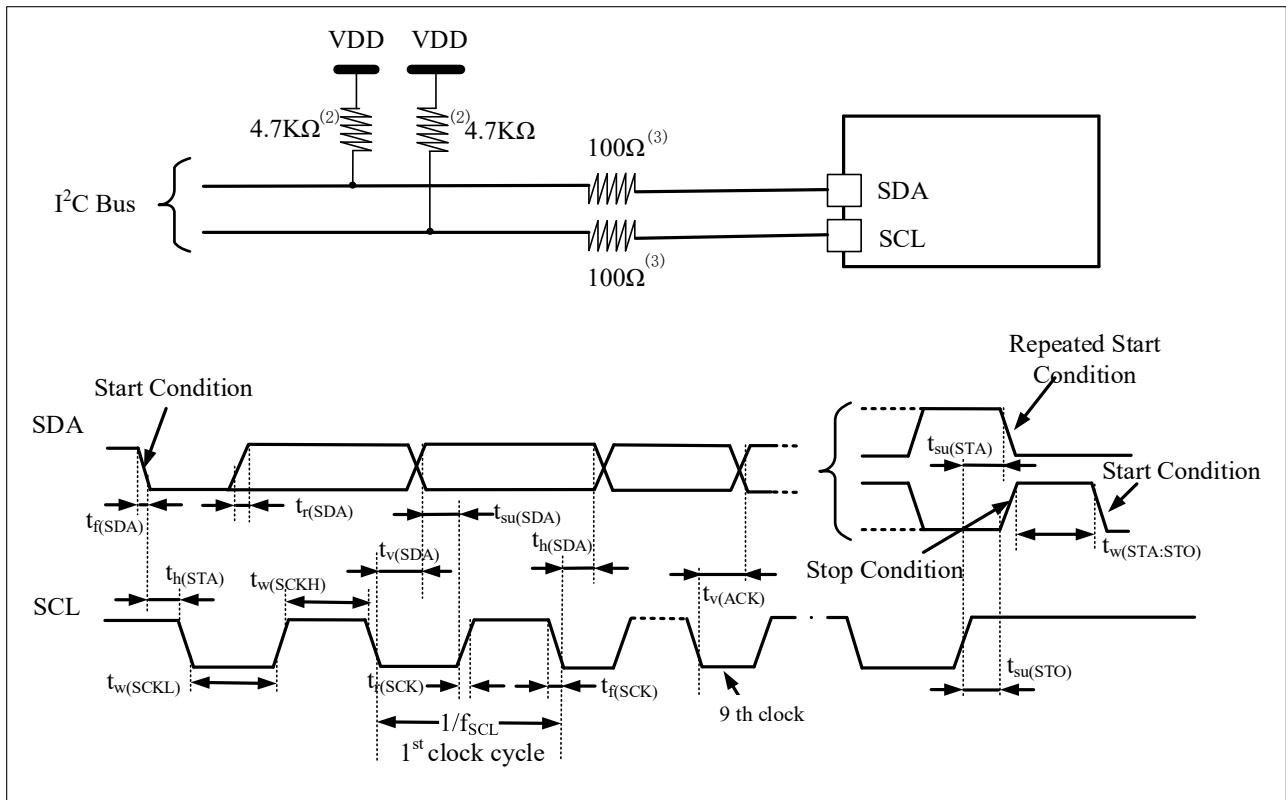 VDD VDD
4.7KΩ(2) (2)4.7KΩ
100Ω(3)
I²C Bus
SDA
SCL
100Ω(3)
Repeated Start
Condition
Start Condition
SDA
tsu(STA)
Start Condition
tf(SDA)
tr(SDA)
tsu(SDA)
tv(SDA)
th(SDA)
tw(STA:STO)
Stop Condition
th(STA)
tw(SCKH)
tv(ACK)
SCL
tw(SCKL)
tr(SCK)
tf(SCK)
tsu(STO)
9 th clock
1/fSCL
1st clock cycle